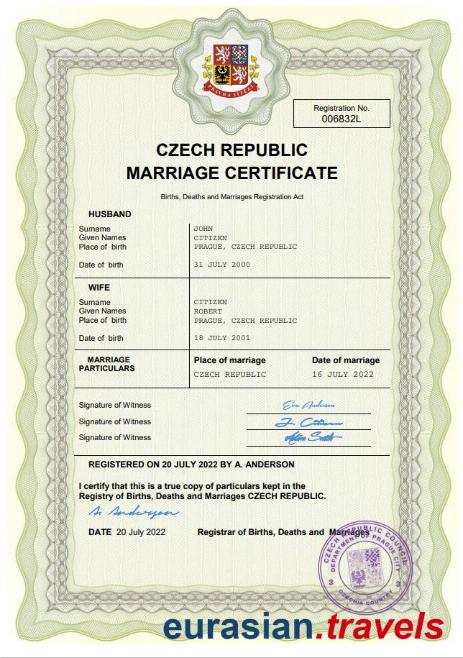 PRAVDA VÍTĚZÍ
Registration No.
006832L
CZECH REPUBLIC
MARRIAGE CERTIFICATE
Births, Deaths and Marriages Registration Act
HUSBAND
Surname JOHN
Given Names CITIZEN
Place of birth PRAGUE, CZECH REPUBLIC
Date of birth 31 JULY 2000
WIFE
Surname CITIZEN
Given Names ROBERT
Place of birth PRAGUE, CZECH REPUBLIC
Date of birth 18 JULY 2001
MARRIAGE PARTICULARS
Place of marriage Date of marriage
CZECH REPUBLIC 16 JULY 2022
Signature of Witness Eve Anderson
Signature of Witness J. Citizen
Signature of Witness
REGISTERED ON 20 JULY 2022 BY A. ANDERSON
I certify that this is a true copy of particulars kept in the
Registry of Births, Deaths and Marriages CZECH REPUBLIC.
A. Anderson
DATE 20 July 2022 Registrar of Births, Deaths and Marriages
CZECH REPUBLIC COUNCIL
DEPARTMENT OF PRAGUE CITY
COUNTRY
eurasian.travels